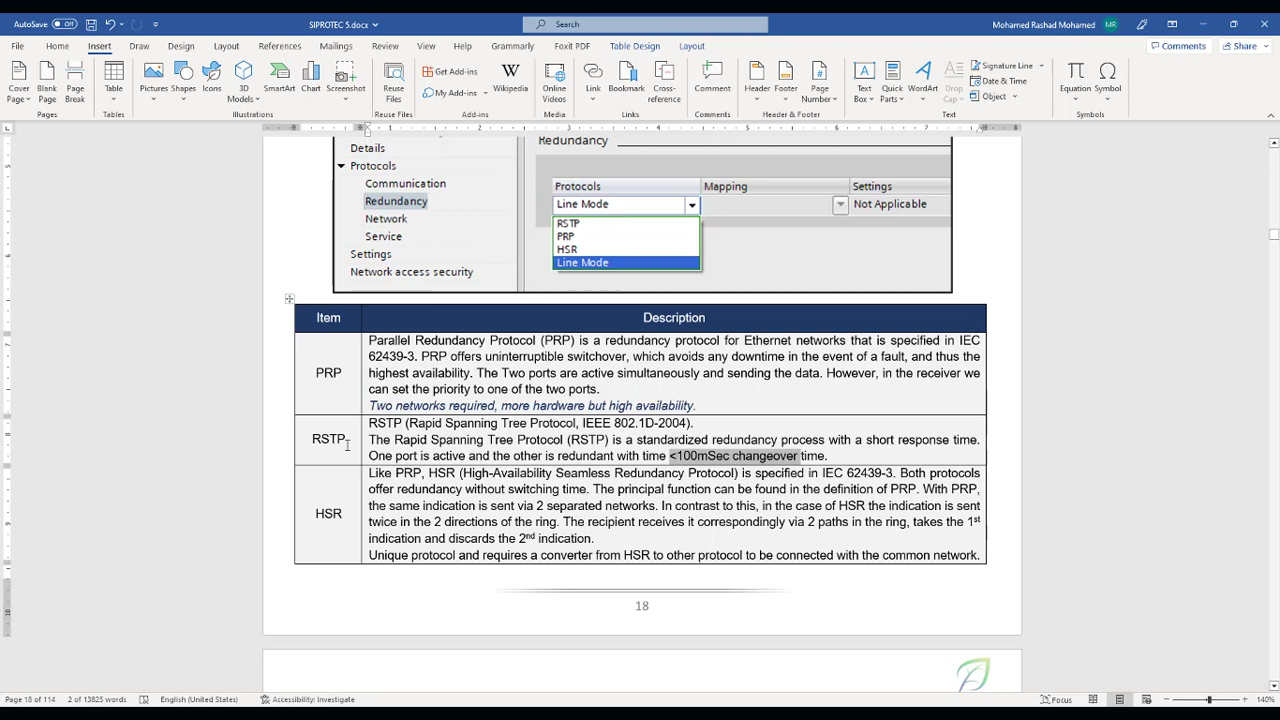 AutoSave Off SIPROTEC 5.docx Search Mohamed Rashad Mohamed MR
File Home Insert Draw Design Layout References Mailings Review View Help Grammarly Foxit PDF Table Design Layout Comments Share
Cover Page Blank Page Page Break Table Pictures Shapes Icons 3D Models SmartArt Chart Screenshot Reuse Files Get Add-ins My Add-ins Wikipedia Online Videos Link Bookmark Cross-reference Comment Header Footer Page Number Text Box Quick Parts WordArt Drop Cap Signature Line Date & Time Object Equation Symbol
Pages Tables Illustrations Reuse Files Add-ins Media Links Comments Header & Footer Text Symbols
Details
Protocols
Communication
Redundancy
Network
Service
Settings
Network access security
Redundancy
Protocols Mapping Settings
Line Mode Not Applicable
RSTP
PRP
HSR
Line Mode
Item Description
PRP
Parallel Redundancy Protocol (PRP) is a redundancy protocol for Ethernet networks that is specified in IEC
62439-3. PRP offers uninterruptible switchover, which avoids any downtime in the event of a fault, and thus the
highest availability. The Two ports are active simultaneously and sending the data. However, in the receiver we
can set the priority to one of the two ports.
Two networks required, more hardware but high availability.
RSTP
RSTP (Rapid Spanning Tree Protocol, IEEE 802.1D-2004).
The Rapid Spanning Tree Protocol (RSTP) is a standardized redundancy process with a short response time.
One port is active and the other is redundant with time <100mSec changeover time.
HSR
Like PRP, HSR (High-Availability Seamless Redundancy Protocol) is specified in IEC 62439-3. Both protocols
offer redundancy without switching time. The principal function can be found in the definition of PRP. With PRP,
the same indication is sent via 2 separated networks. In contrast to this, in the case of HSR the indication is sent
twice in the 2 directions of the ring. The recipient receives it correspondingly via 2 paths in the ring, takes the 1st
indication and discards the 2nd indication.
Unique protocol and requires a converter from HSR to other protocol to be connected with the common network.
18
Page 18 of 114 2 of 13825 words English (United States) Accessibility: Investigate Focus 140%